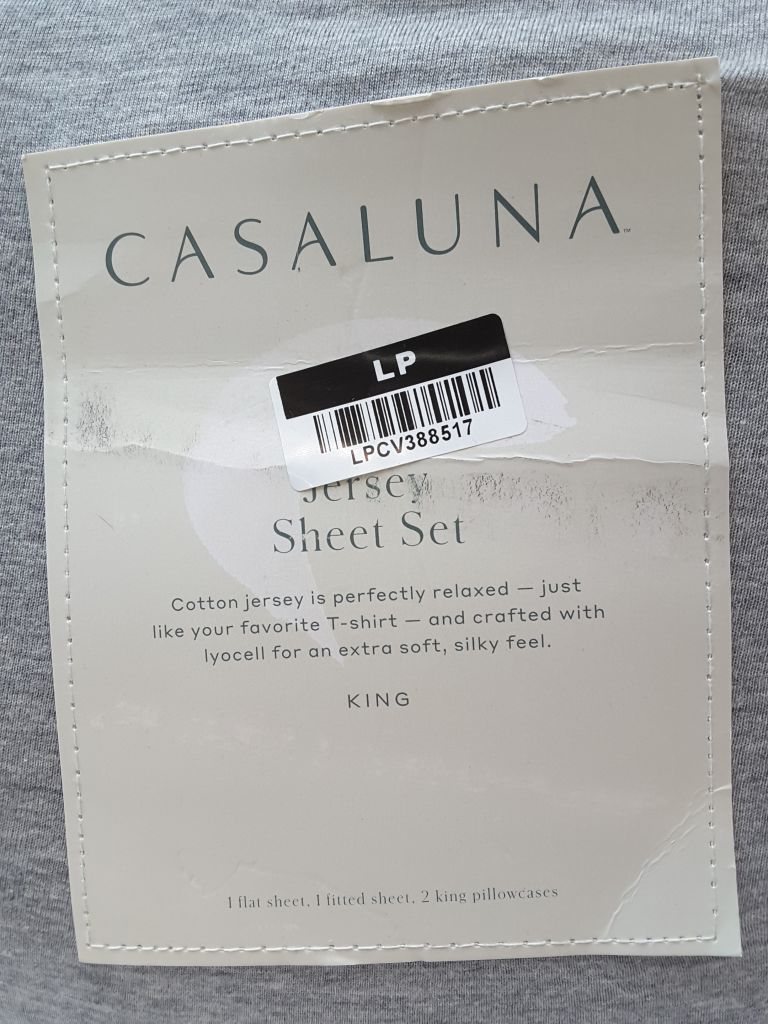 CASALUNA™
LP
LPCV388517
Jersey
Sheet Set
Cotton jersey is perfectly relaxed — just
like your favorite T-shirt — and crafted with
lyocell for an extra soft, silky feel.
KING
1 flat sheet, 1 fitted sheet, 2 king pillowcases